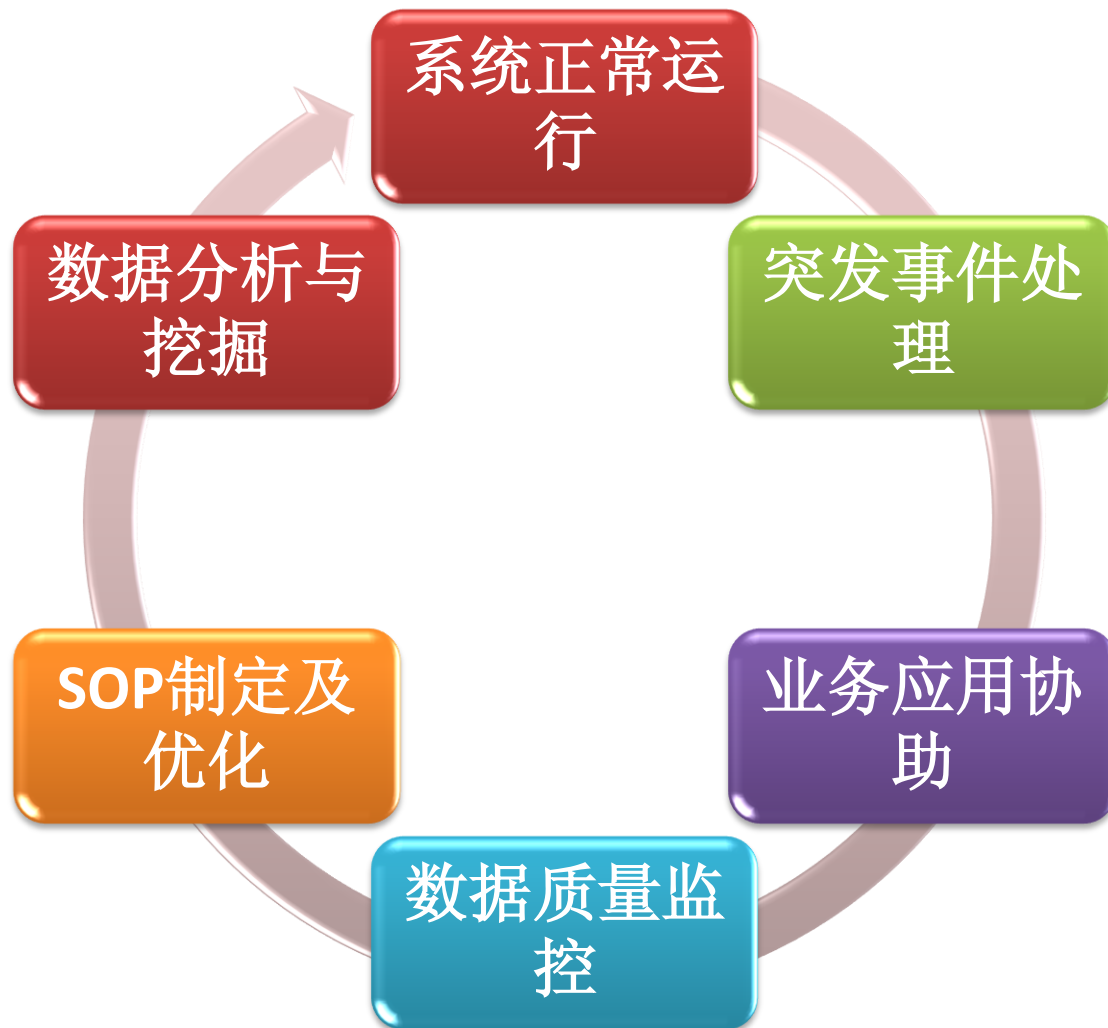 系统正常运
行
突发事件处
理
业务应用协
助
数据质量监
控
SOP制定及
优化
数据分析与
挖掘